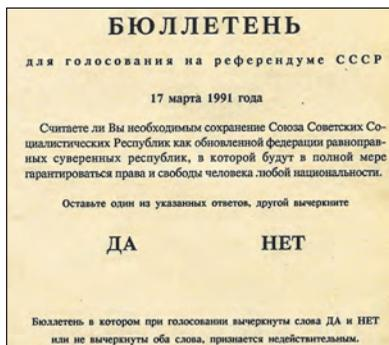 БЮЛЛЕТЕНЬ
для голосования на референдуме СССР
17 марта 1991 года
Считаете ли Вы необходимым сохранение Союза Советских Со-
циалистических Республик как обновленной федерации равноправ-
ных суверенных республик, в которой будут в полной мере
гарантироваться права и свободы человека любой национальности.
Оставьте один из указанных ответов, другой вычеркните
ДА НЕТ
Бюллетень в котором при голосовании вычеркнуты слова ДА и НЕТ
или не вычеркнуты оба слова, признается недействительным.